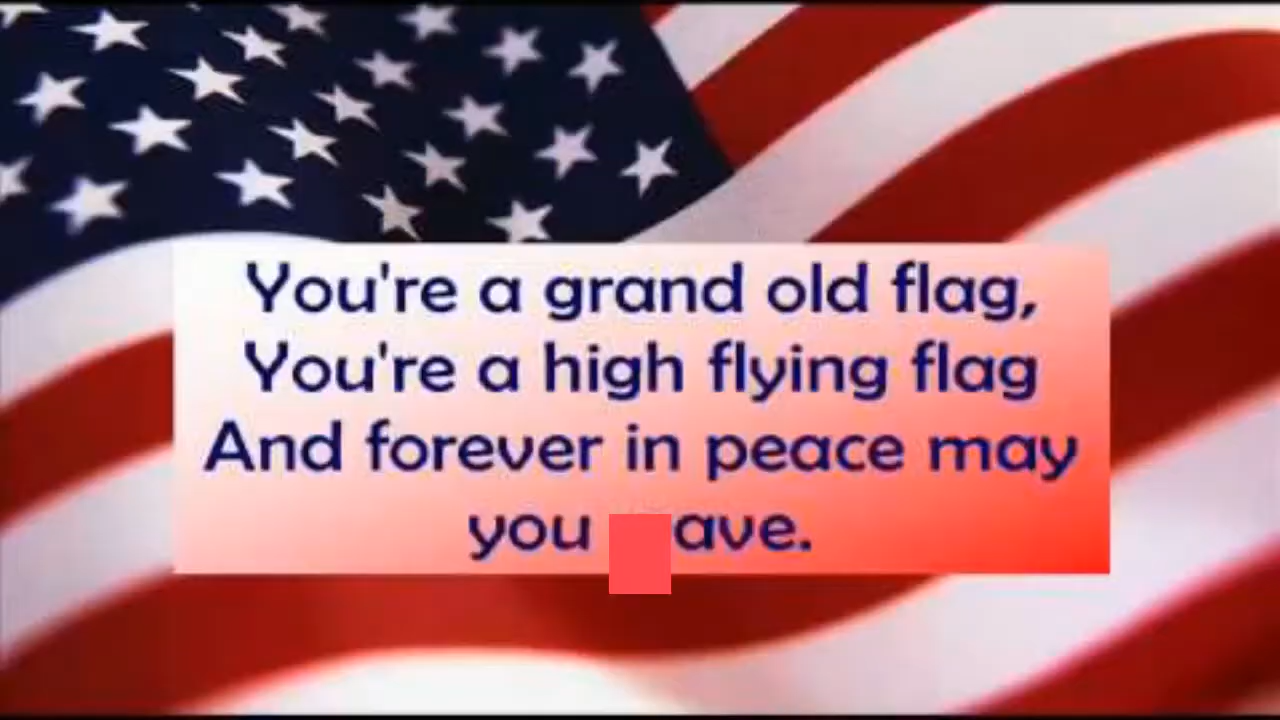 You're a grand old flag,
You're a high flying flag
And forever in peace may
you